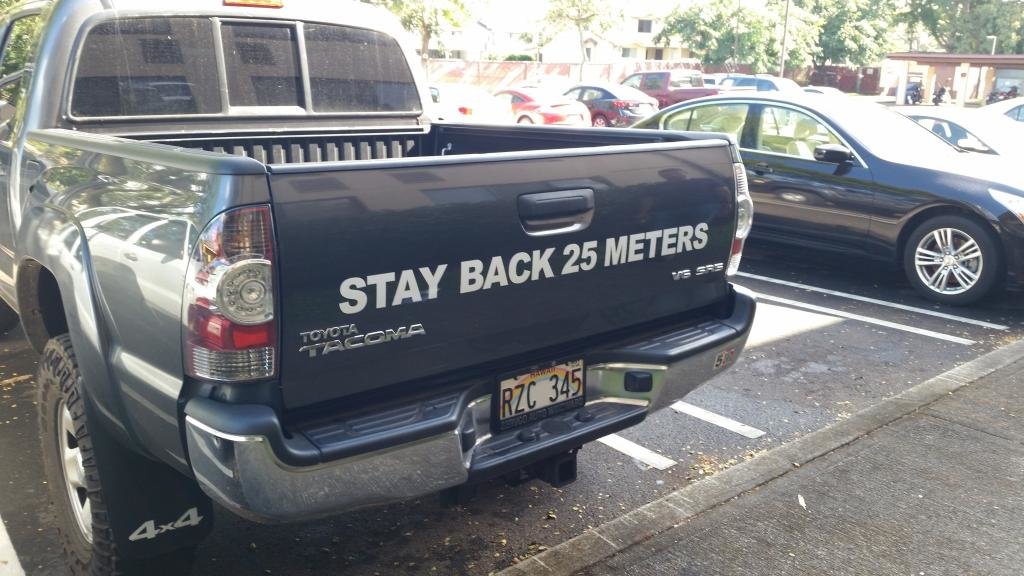 STAY BACK 25 METERS
V6 SR5
TOYOTA
TACOMA
HAWAII
RZC 345
4x4